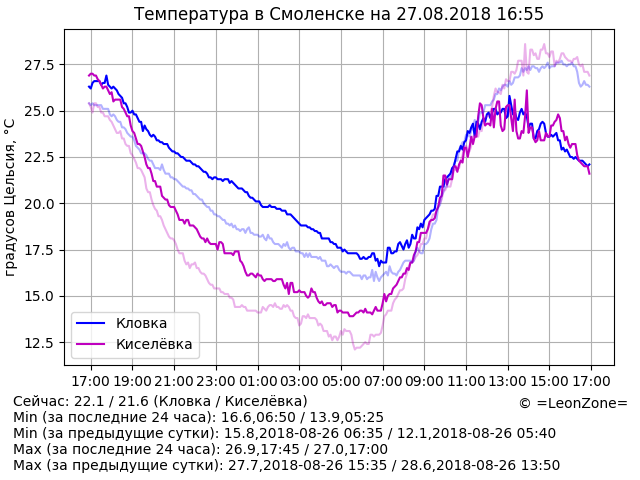 Температура в Смоленске на 27.08.2018 16:55
градусов Цельсия, °C
27.5
25.0
22.5
20.0
17.5
15.0
12.5
Кловка
Киселёвка
17:00 19:00 21:00 23:00 01:00 03:00 05:00 07:00 09:00 11:00 13:00 15:00 17:00
Сейчас: 22.1 / 21.6 (Кловка / Киселёвка)
© =LeonZone=
Min (за последние 24 часа): 16.6,06:50 / 13.9,05:25
Min (за предыдущие сутки): 15.8,2018-08-26 06:35 / 12.1,2018-08-26 05:40
Max (за последние 24 часа): 26.9,17:45 / 27.0,17:00
Max (за предыдущие сутки): 27.7,2018-08-26 15:35 / 28.6,2018-08-26 13:50